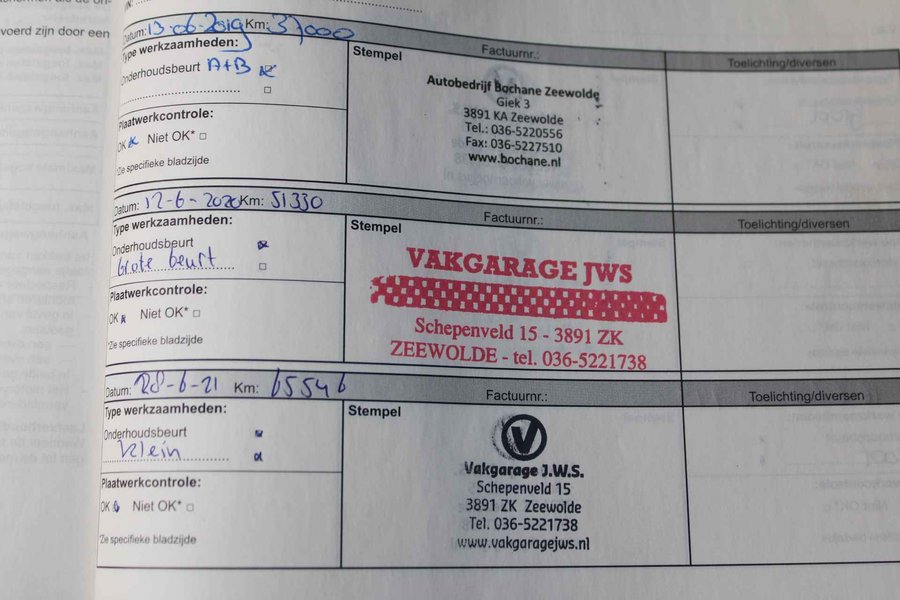 voerd zijn door een
Datum: 13-06-2019 Km: 37000
Type werkzaamheden:
Stempel
Factuurnr.:
Toelichting/diversen
Onderhoudsbeurt A+B
Plaatwerkcontrole:
OK Niet OK*
*Zie specifieke bladzijde
Autobedrijf Bochane Zeewolde
Giek 3
3891 KA Zeewolde
Tel.: 036-5220556
Fax: 036-5227510
www.bochane.nl
Datum: 12-6-2020 Km: 51330
Type werkzaamheden:
Stempel
Factuurnr.:
Toelichting/diversen
Onderhoudsbeurt
Grote beurt
Plaatwerkcontrole:
OK Niet OK*
*Zie specifieke bladzijde
VAKGARAGE JWS
Schepenveld 15 - 3891 ZK
ZEEWOLDE - tel. 036-5221738
Datum: 28-6-21 Km: 65546
Type werkzaamheden:
Stempel
Factuurnr.:
Toelichting/diversen
Onderhoudsbeurt
Klein
Plaatwerkcontrole:
OK Niet OK*
*Zie specifieke bladzijde
V
Vakgarage J.W.S.
Schepenveld 15
3891 ZK Zeewolde
Tel. 036-5221738
www.vakgaragejws.nl